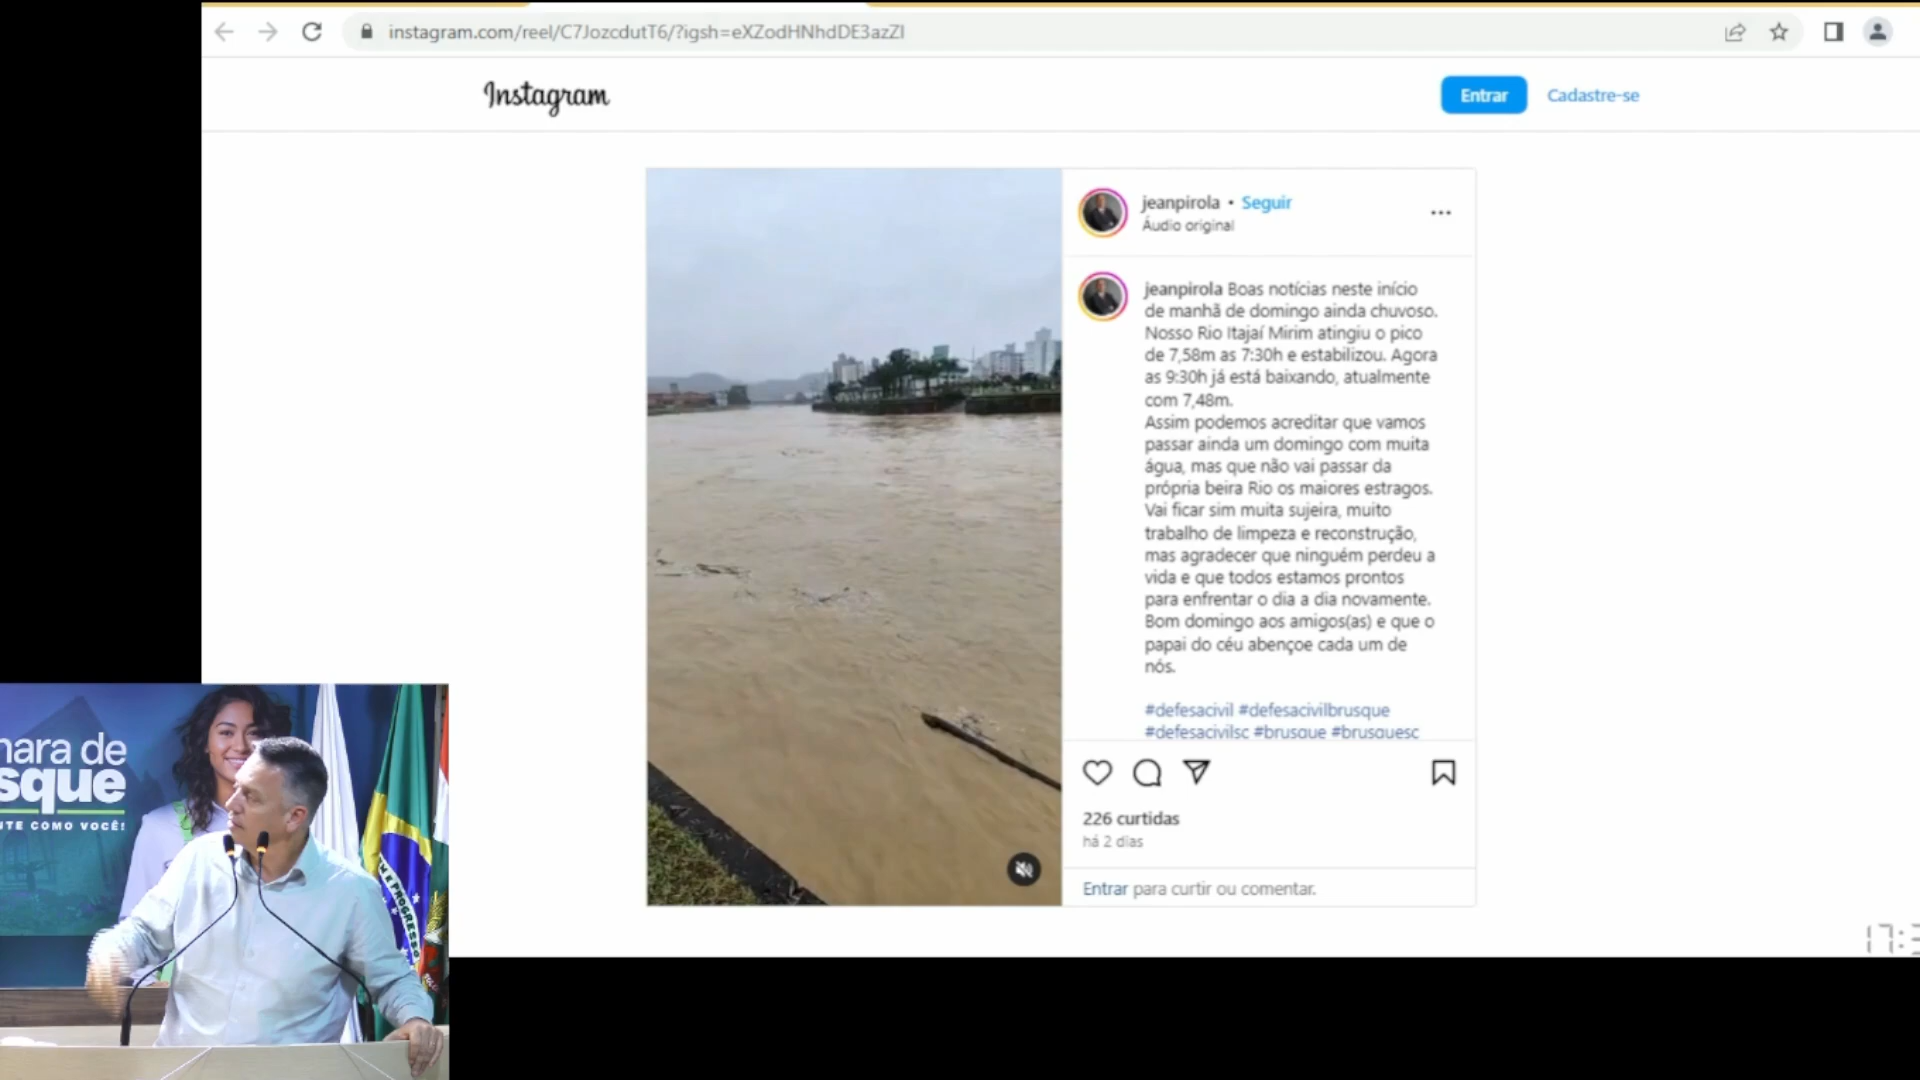 instagram.com/reel/C7JozcdutT6/?igsh=eXZodHNhdDE3azZl
Instagram
Entrar
Cadastre-se
jeanpirola • Seguir
Áudio original
jeanpirola Boas notícias neste início
de manhã de domingo ainda chuvoso.
Nosso Rio Itajaí Mirim atingiu o pico
de 7,58m as 7:30h e estabilizou. Agora
as 9:30h já está baixando, atualmente
com 7,48m.
Assim podemos acreditar que vamos
passar ainda um domingo com muita
água, mas que não vai passar da
própria beira Rio os maiores estragos.
Vai ficar sim muita sujeira, muito
trabalho de limpeza e reconstrução,
mas agradecer que ninguém perdeu a
vida e que todos estamos prontos
para enfrentar o dia a dia novamente.
Bom domingo aos amigos(as) e que o
papai do céu abençoe cada um de
nós.
#defesacivil #defesacivilbrusque
#defesacivilsc #brusque #brusquesc
226 curtidas
há 2 dias
Entrar para curtir ou comentar.
17:3
mara de
sque
NTE COMO VOCÊ!
M E PROGRESSO